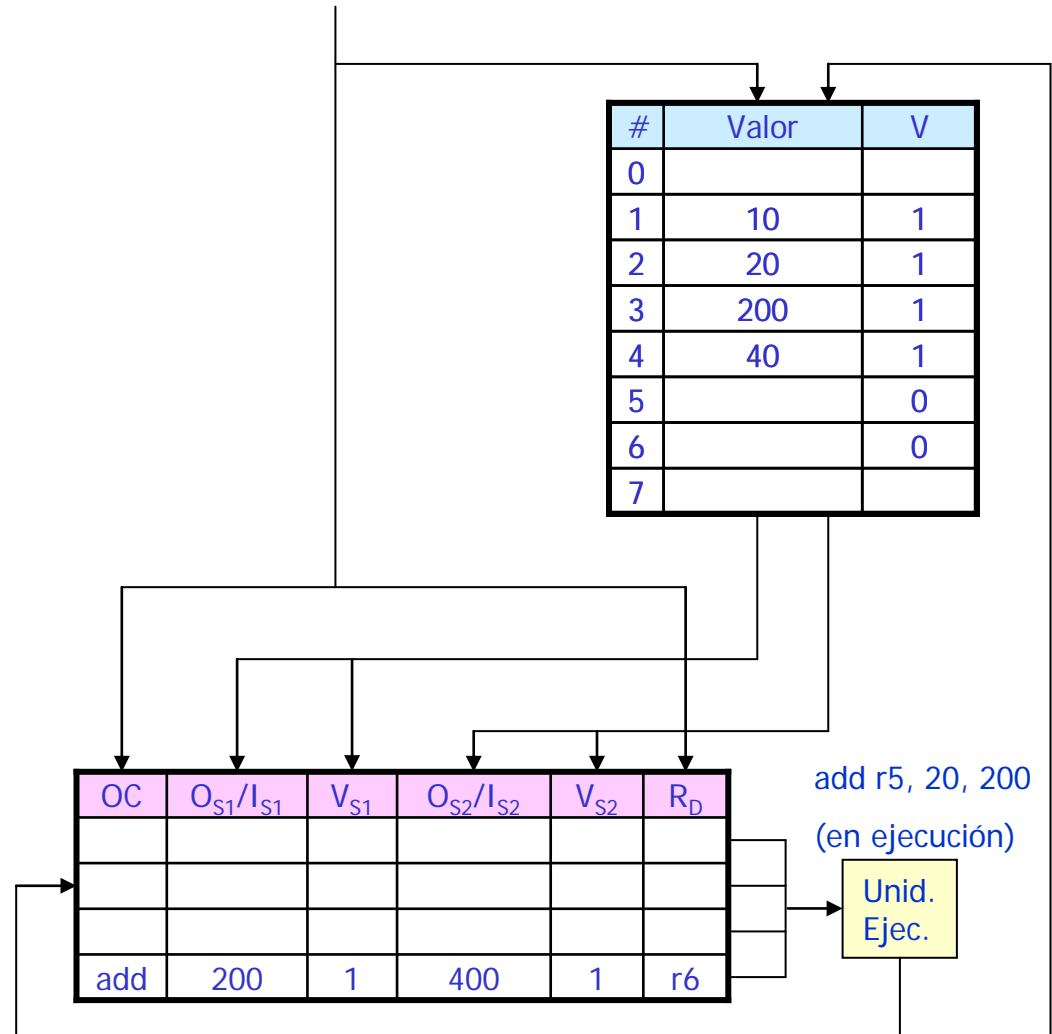 # Valor V
0
1 10 1
2 20 1
3 200 1
4 40 1
5 0
6 0
7
add r5, 20, 200
(en ejecución)
OC OS1/IS1 VS1 OS2/IS2 VS2 RD
add 200 1 400 1 r6
Unid.
Ejec.